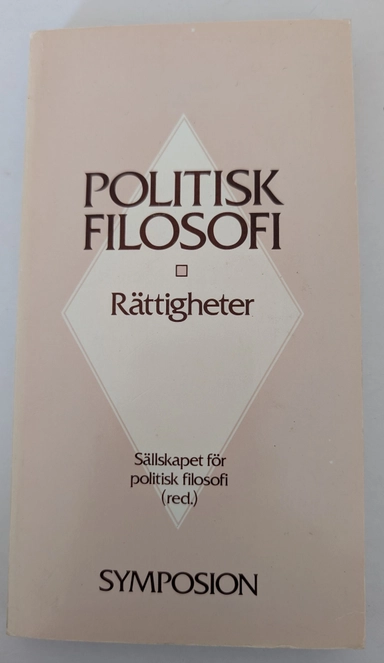 POLITISK
FILOSOFI
Rättigheter
Sällskapet för
politisk filosofi
(red.)
SYMPOSION